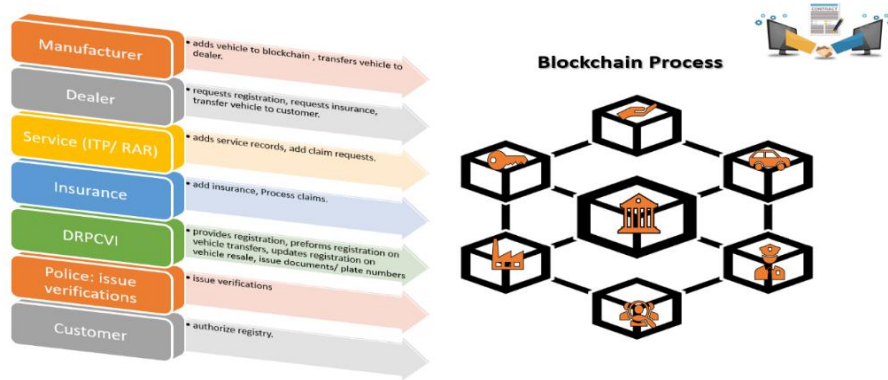 CONTRACT
Manufacturer
• adds vehicle to blockchain , transfers vehicle to
dealer.
Blockchain Process
Dealer
• requests registration, requests insurance,
transfer vehicle to customer.
Service (ITP/ RAR)
• adds service records, add claim requests.
Insurance
• add insurance, Process claims.
DRPCVI
• provides registration, preforms registration on
vehicle transfers, updates registration on
vehicle resale, issue documents/ plate numbers
Police: issue
verifications
• issue verifications
Customer
• authorize registry.